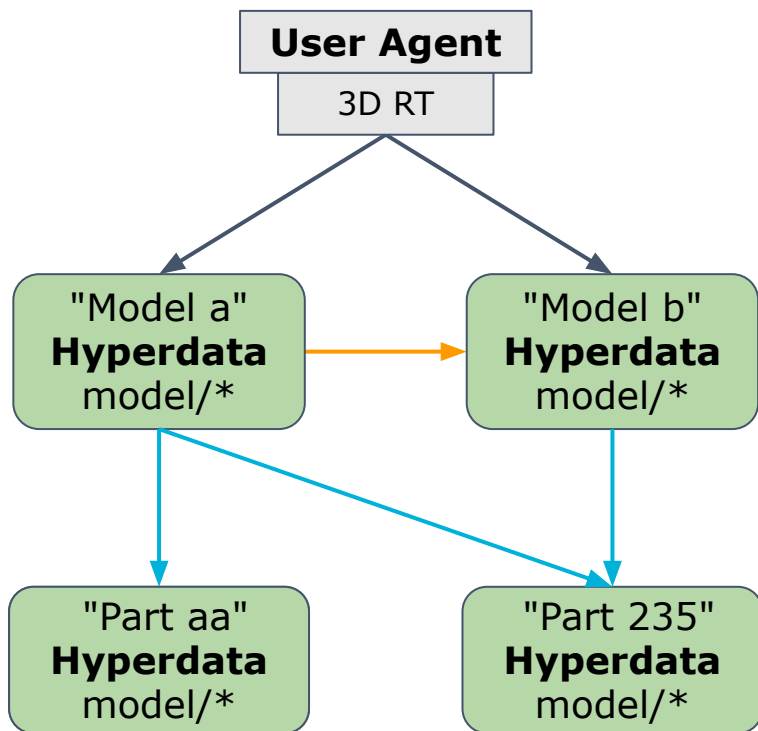 User Agent
3D RT
"Model a"
Hyperdata
model/*
"Model b"
Hyperdata
model/*
"Part aa"
Hyperdata
model/*
"Part 235"
Hyperdata
model/*